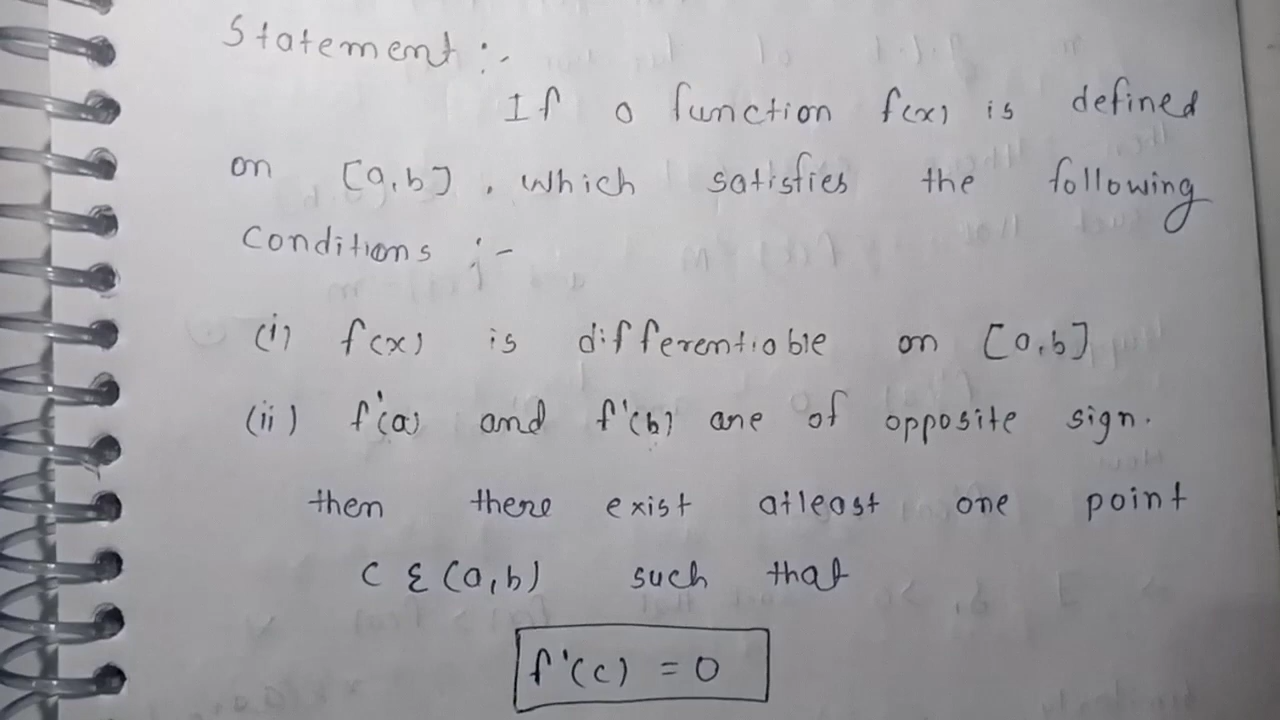 Statement :-
If a function f(x) is defined
on [a,b], which satisfies the following
Conditions ;-
(i) f(x) is differentiable on [a,b]
(ii) f'(a) and f'(b) are of opposite sign.
then there exist atleast one point
C ε (a,b) such that
f'(c) = 0